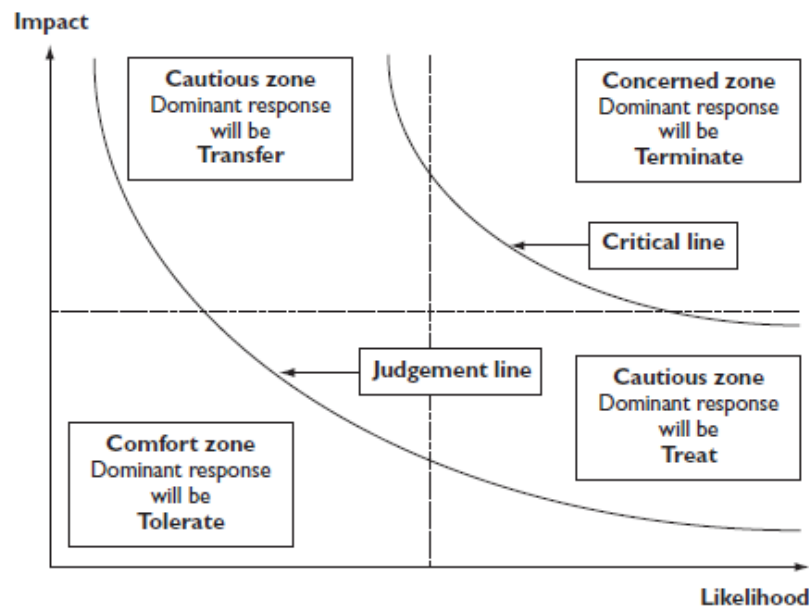 Impact
Cautious zone
Dominant response
will be
Transfer
Concerned zone
Dominant response
will be
Terminate
Critical line
Judgement line
Cautious zone
Dominant response
will be
Treat
Comfort zone
Dominant response
will be
Tolerate
Likelihood